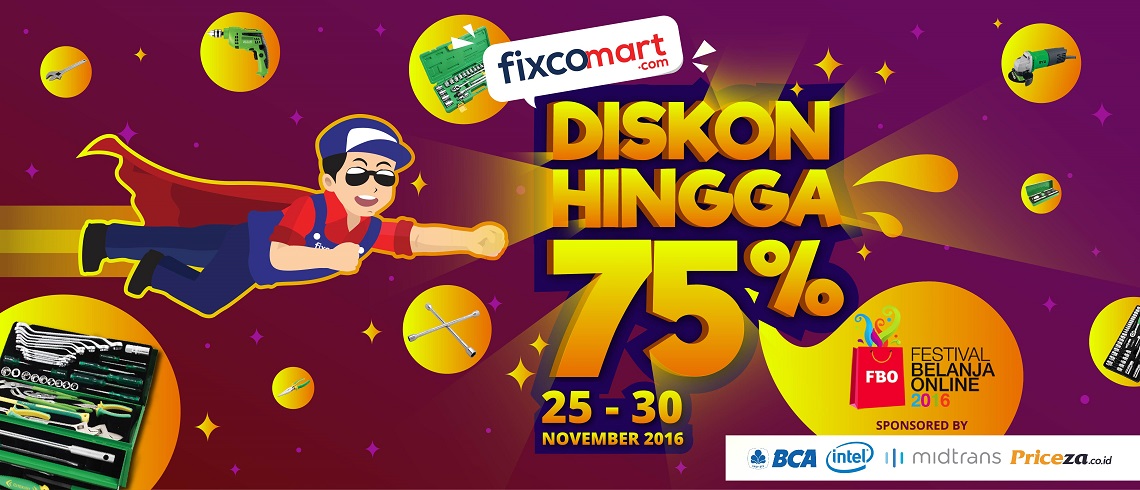 fixcomart
.com
DISKON
HINGGA
75%
25 - 30
NOVEMBER 2016
fixc
FBO
FESTIVAL
BELANJA
ONLINE
2016
SPONSORED BY
BCA
intel
midtrans
Priceza.co.id